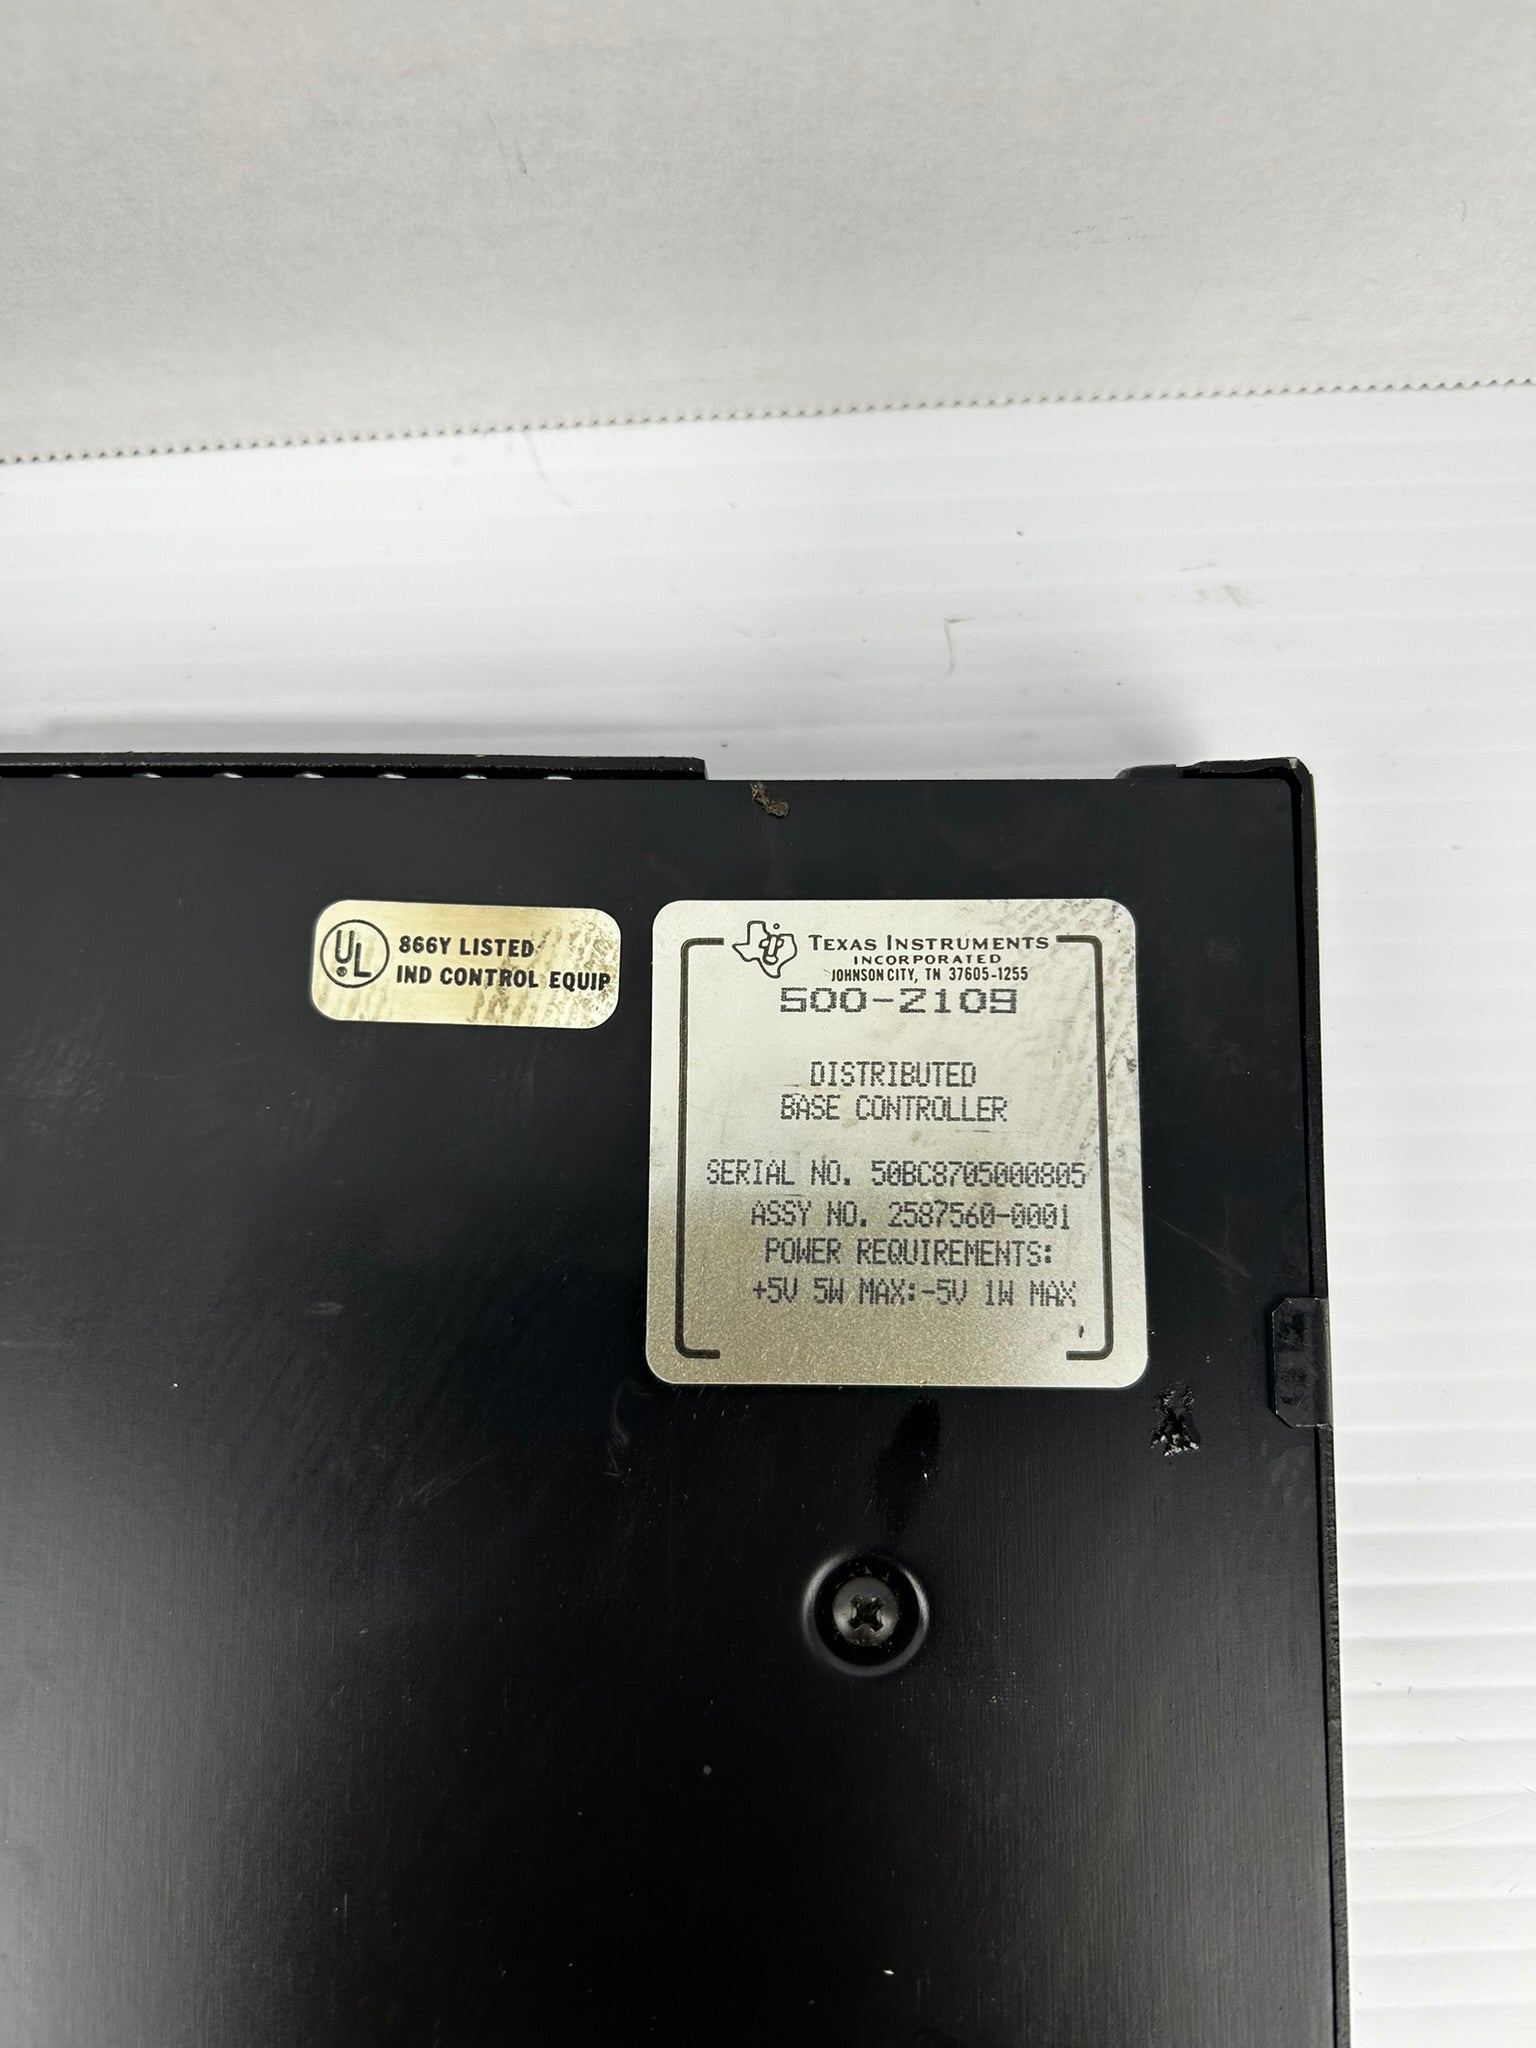 UL
866Y LISTED
IND CONTROL EQUIP
TEXAS INSTRUMENTS
INCORPORATED
JOHNSON CITY, TN 37605-1255
500-2109
DISTRIBUTED
BASE CONTROLLER
SERIAL NO. 50BC8705000805
ASSY NO. 2587560-0001
POWER REQUIREMENTS:
+5V 5W MAX:-5V 1W MAX